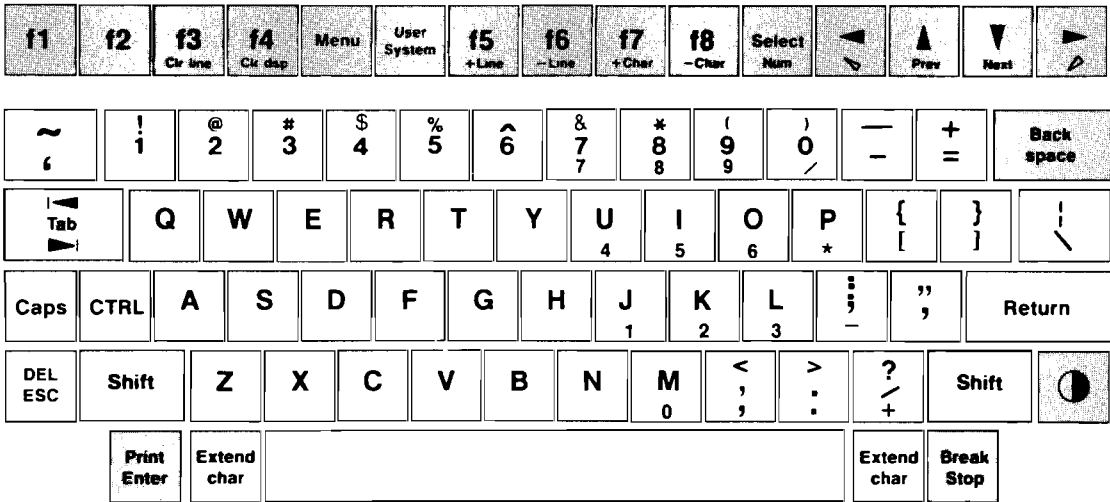 f1 f2 f3 f4 Menu User f5 f6 f7 f8 Select
Clr line Clr dsp System +Line −Line +Char −Char Num Prev Next
~ ! @ # $ % ^ & * ( ) — + Back
‘ 1 2 3 4 5 6 7 8 9 0 − = space
7 8 9 /
Tab Q W E R T Y U I O P { } ¦
4 5 6 * [ ] \
Caps CTRL A S D F G H J K L : ” Return
1 2 3 ; ’
−
DEL Shift Z X C V B N M < > ? Shift
ESC , . /
0 , . +
Print Extend Extend Break
Enter char char Stop